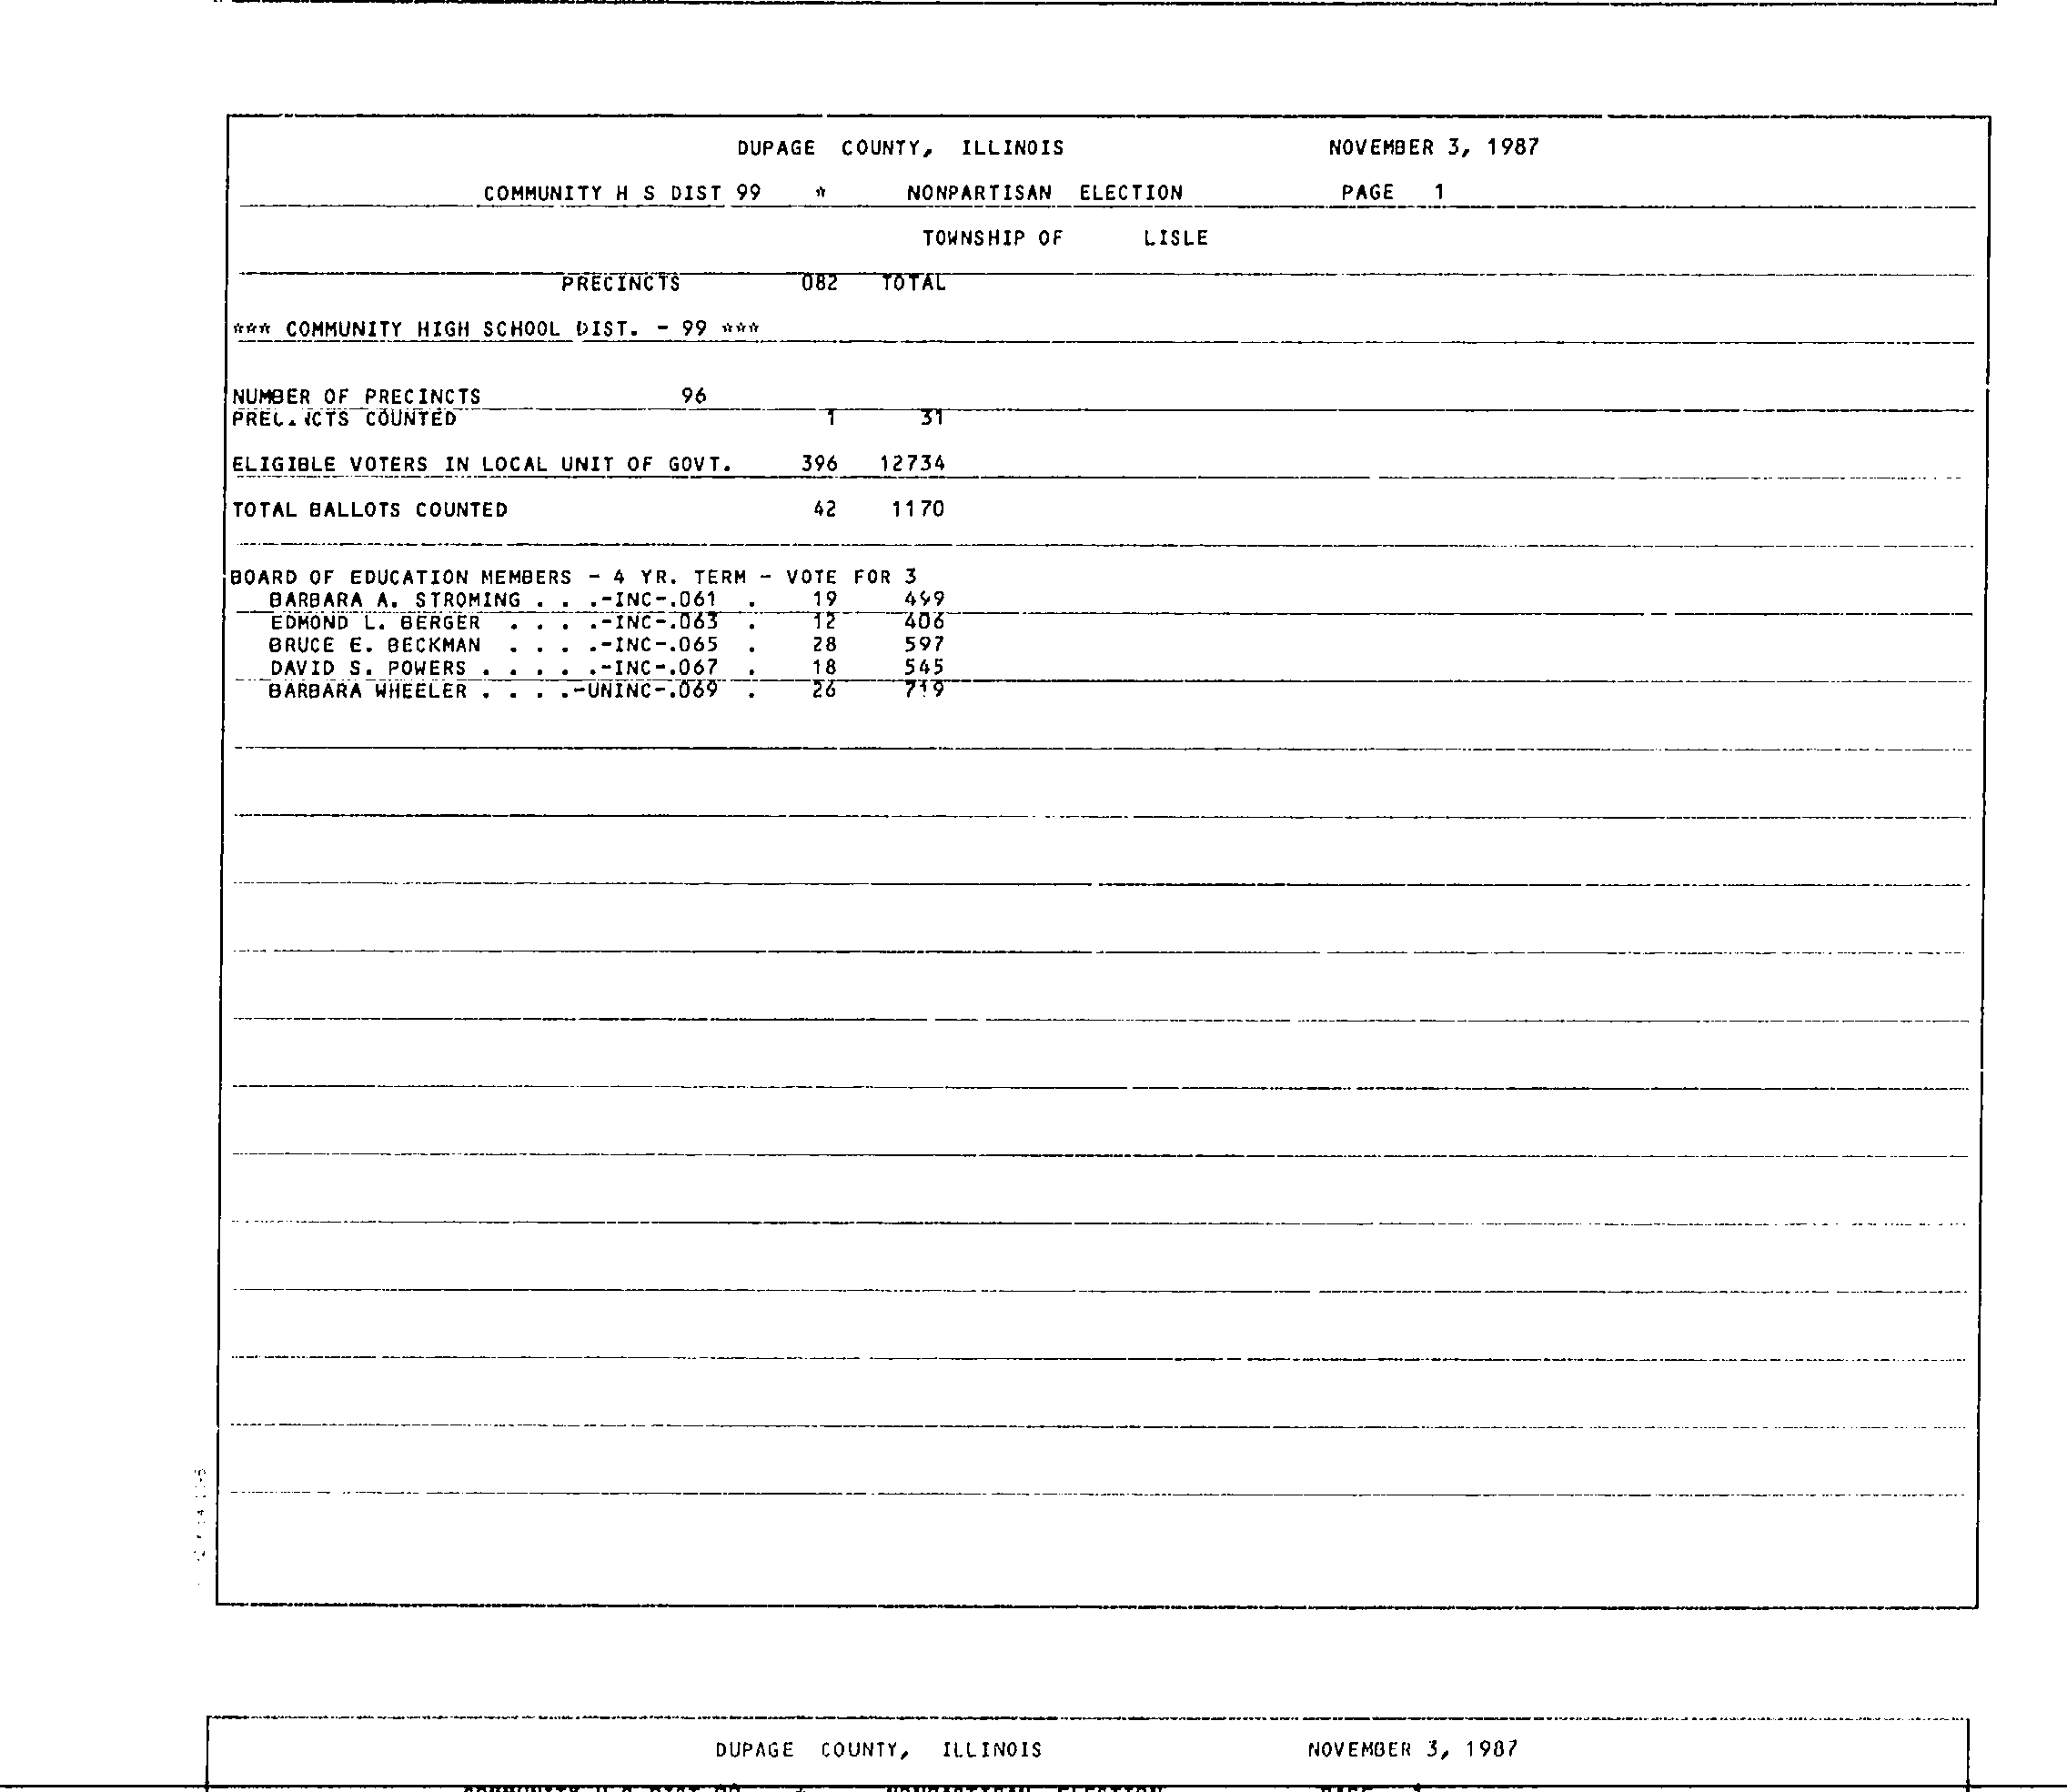 DUPAGE COUNTY, ILLINOIS NOVEMBER 3, 1987
COMMUNITY H S DIST 99 * NONPARTISAN ELECTION PAGE 1
TOWNSHIP OF LISLE
PRECINCTS 082 TOTAL
*** COMMUNITY HIGH SCHOOL DIST. - 99 ***
NUMBER OF PRECINCTS 96
COUNTED 1 31
ELIGIBLE VOTERS IN LOCAL UNIT OF GOVT. 396 12734
TOTAL BALLOTS COUNTED 42 1170
BOARD OF EDUCATION MEMBERS - 4 YR. TERM - VOTE FOR 3
BARBARA A. STROMING . . .-INC-.061 . 19 499
EDMOND L. BERGER . . . .-INC-.063 . 12 406
BRUCE E. BECKMAN . . . .-INC-.065 . 28 597
DAVID S. POWERS . . . . .-INC-.067 . 18 545
BARBARA WHEELER . . . .-UNINC-.069 . 26 719
DUPAGE COUNTY, ILLINOIS NOVEMBER 3, 1987